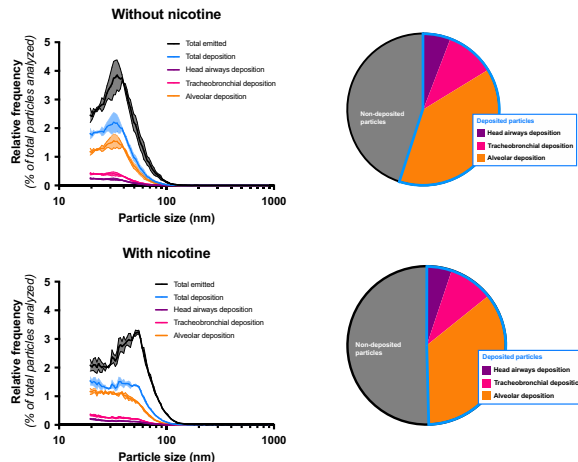 Without nicotine
Relative frequency
(% of total particles analyzed)
5
4
3
2
1
0
10
100
1000
Particle size (nm)
Total emitted
Total deposition
Head airways deposition
Tracheobronchial deposition
Alveolar deposition
Non-deposited
particles
Deposited particles
Head airways deposition
Tracheobronchial deposition
Alveolar deposition
With nicotine
Relative frequency
(% of total particles analyzed)
5
4
3
2
1
0
10
100
1000
Particle size (nm)
Total emitted
Total deposition
Head airways deposition
Tracheobronchial deposition
Alveolar deposition
Non-deposited
particles
Deposited particles
Head airways deposition
Tracheobronchial deposition
Alveolar deposition